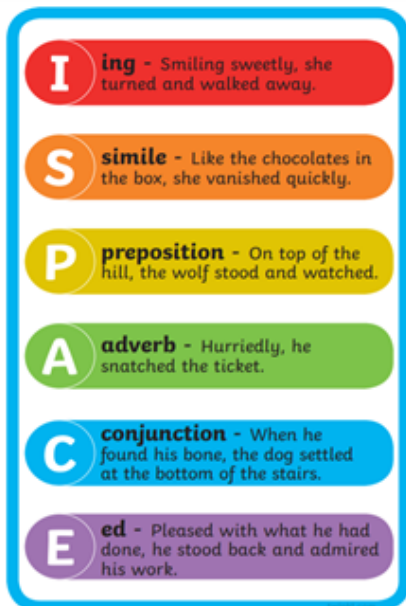 I
ing - Smiling sweetly, she
turned and walked away.
S
simile - Like the chocolates in
the box, she vanished quickly.
P
preposition - On top of the
hill, the wolf stood and watched.
A
adverb - Hurriedly, he
snatched the ticket.
C
conjunction - When he
found his bone, the dog settled
at the bottom of the stairs.
E
ed - Pleased with what he had
done, he stood back and admired
his work.